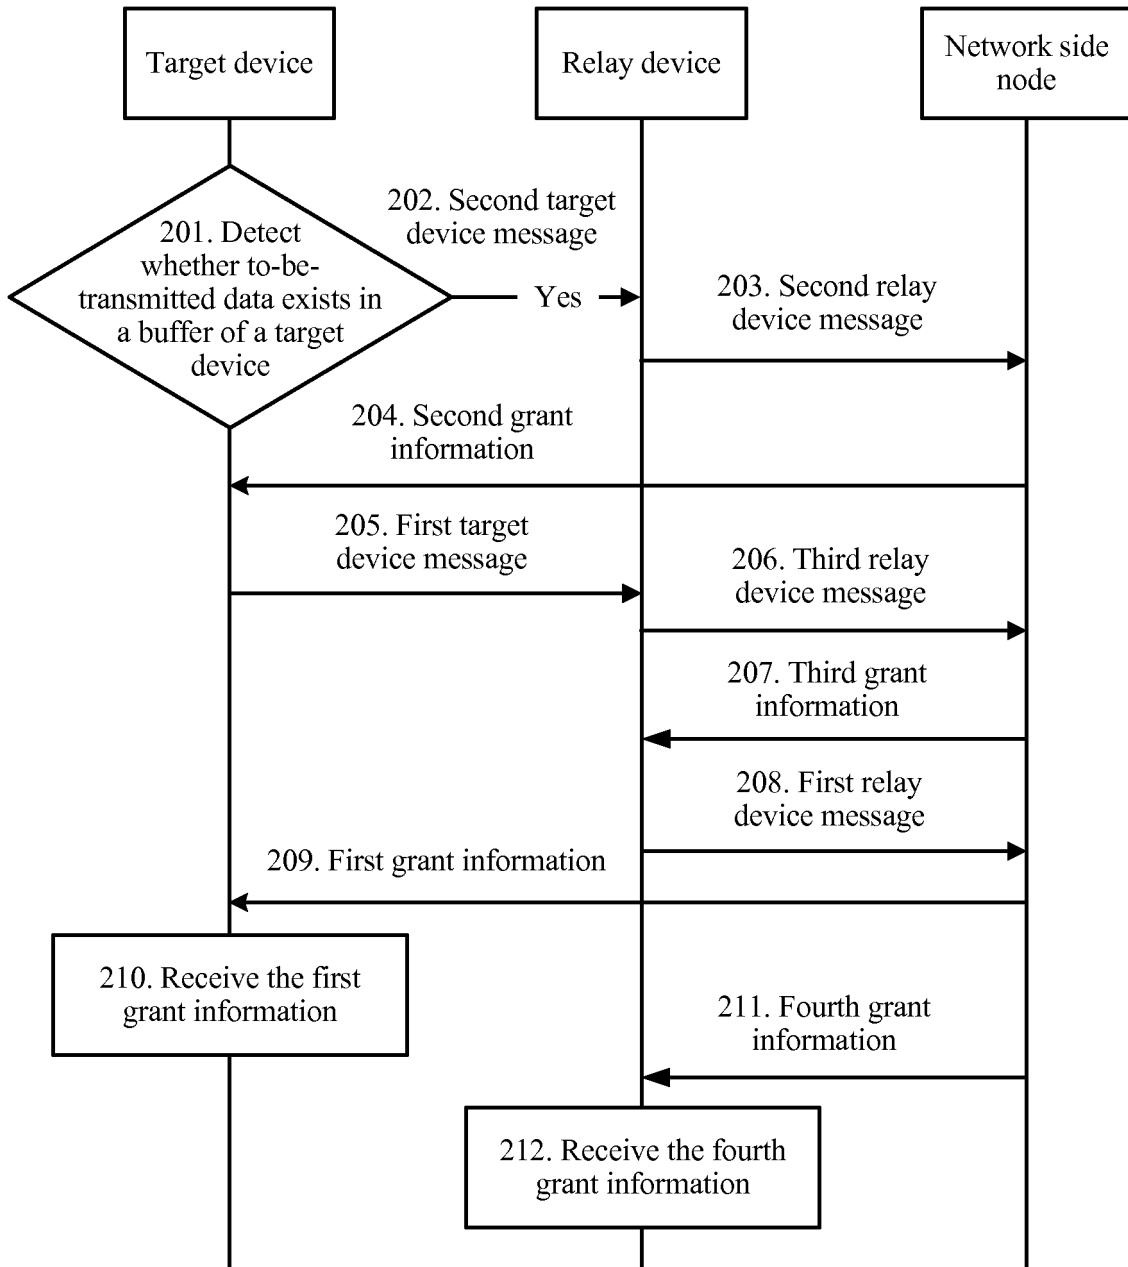 Target device
Relay device
Network side
node
202. Second target
device message
201. Detect
whether to-be-
transmitted data exists in
a buffer of a target
device
Yes
203. Second relay
device message
204. Second grant
information
205. First target
device message
206. Third relay
device message
207. Third grant
information
208. First relay
device message
209. First grant information
210. Receive the first
grant information
211. Fourth grant
information
212. Receive the fourth
grant information